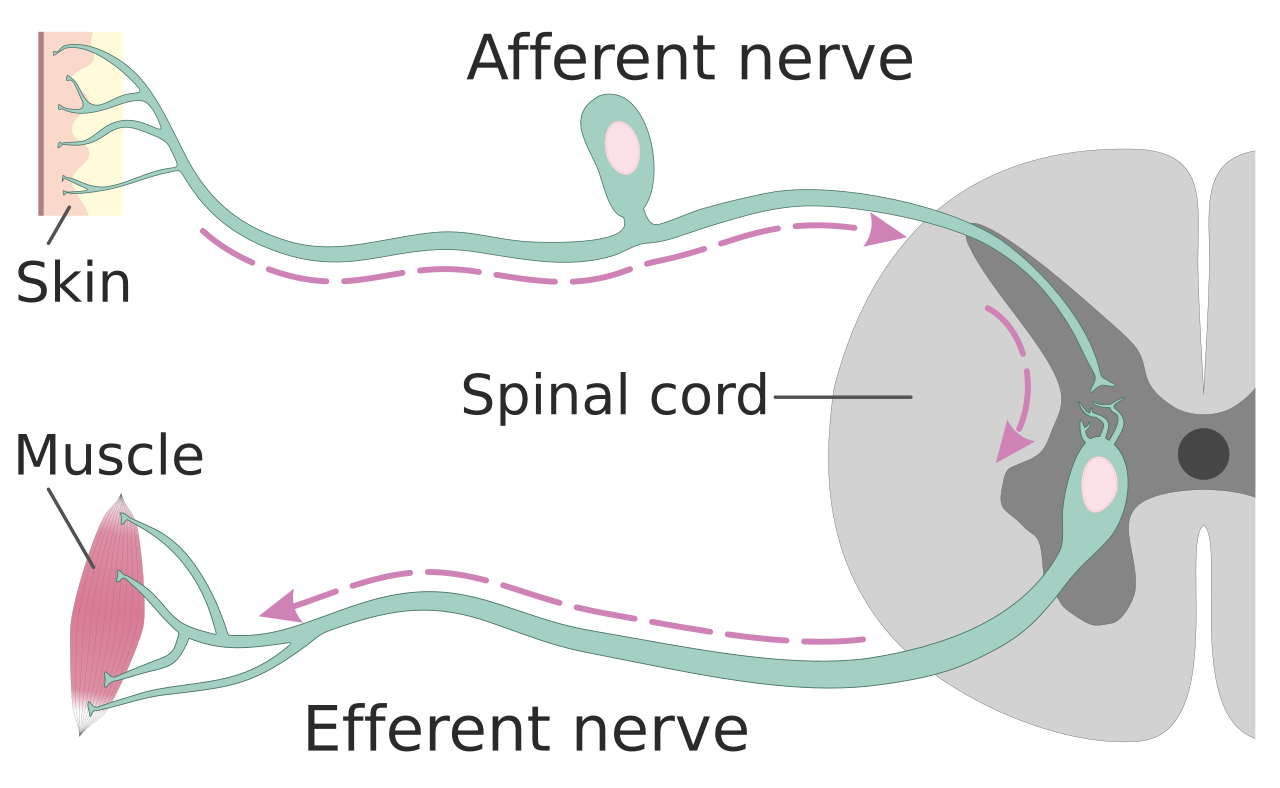 Afferent nerve
Skin
Spinal cord
Muscle
Efferent nerve